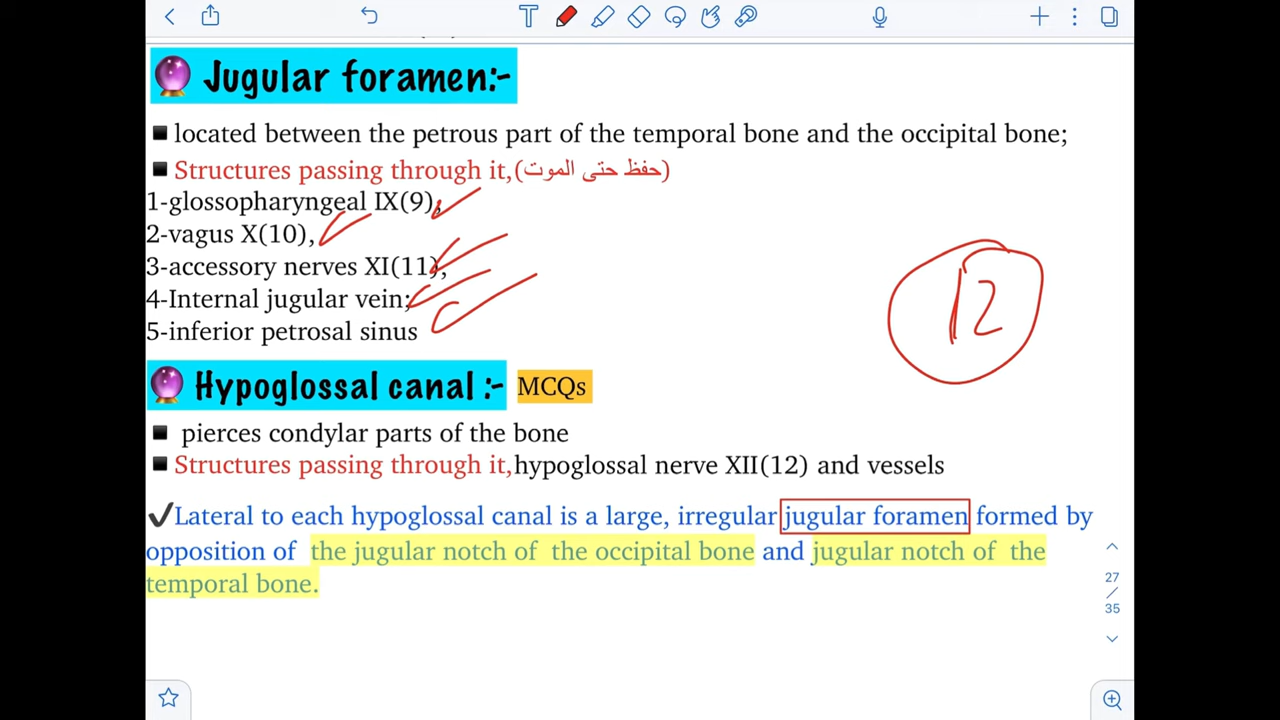 Jugular foramen:-
located between the petrous part of the temporal bone and the occipital bone;
Structures passing through it,(حفظ حتى الموت)
1-glossopharyngeal IX(9),
2-vagus X(10),
3-accessory nerves XI(11),
4-Internal jugular vein;
5-inferior petrosal sinus
12
Hypoglossal canal :- MCQs
pierces condylar parts of the bone
Structures passing through it,hypoglossal nerve XII(12) and vessels
✓Lateral to each hypoglossal canal is a large, irregular jugular foramen formed by
opposition of the jugular notch of the occipital bone and jugular notch of the
temporal bone.
27
/
35